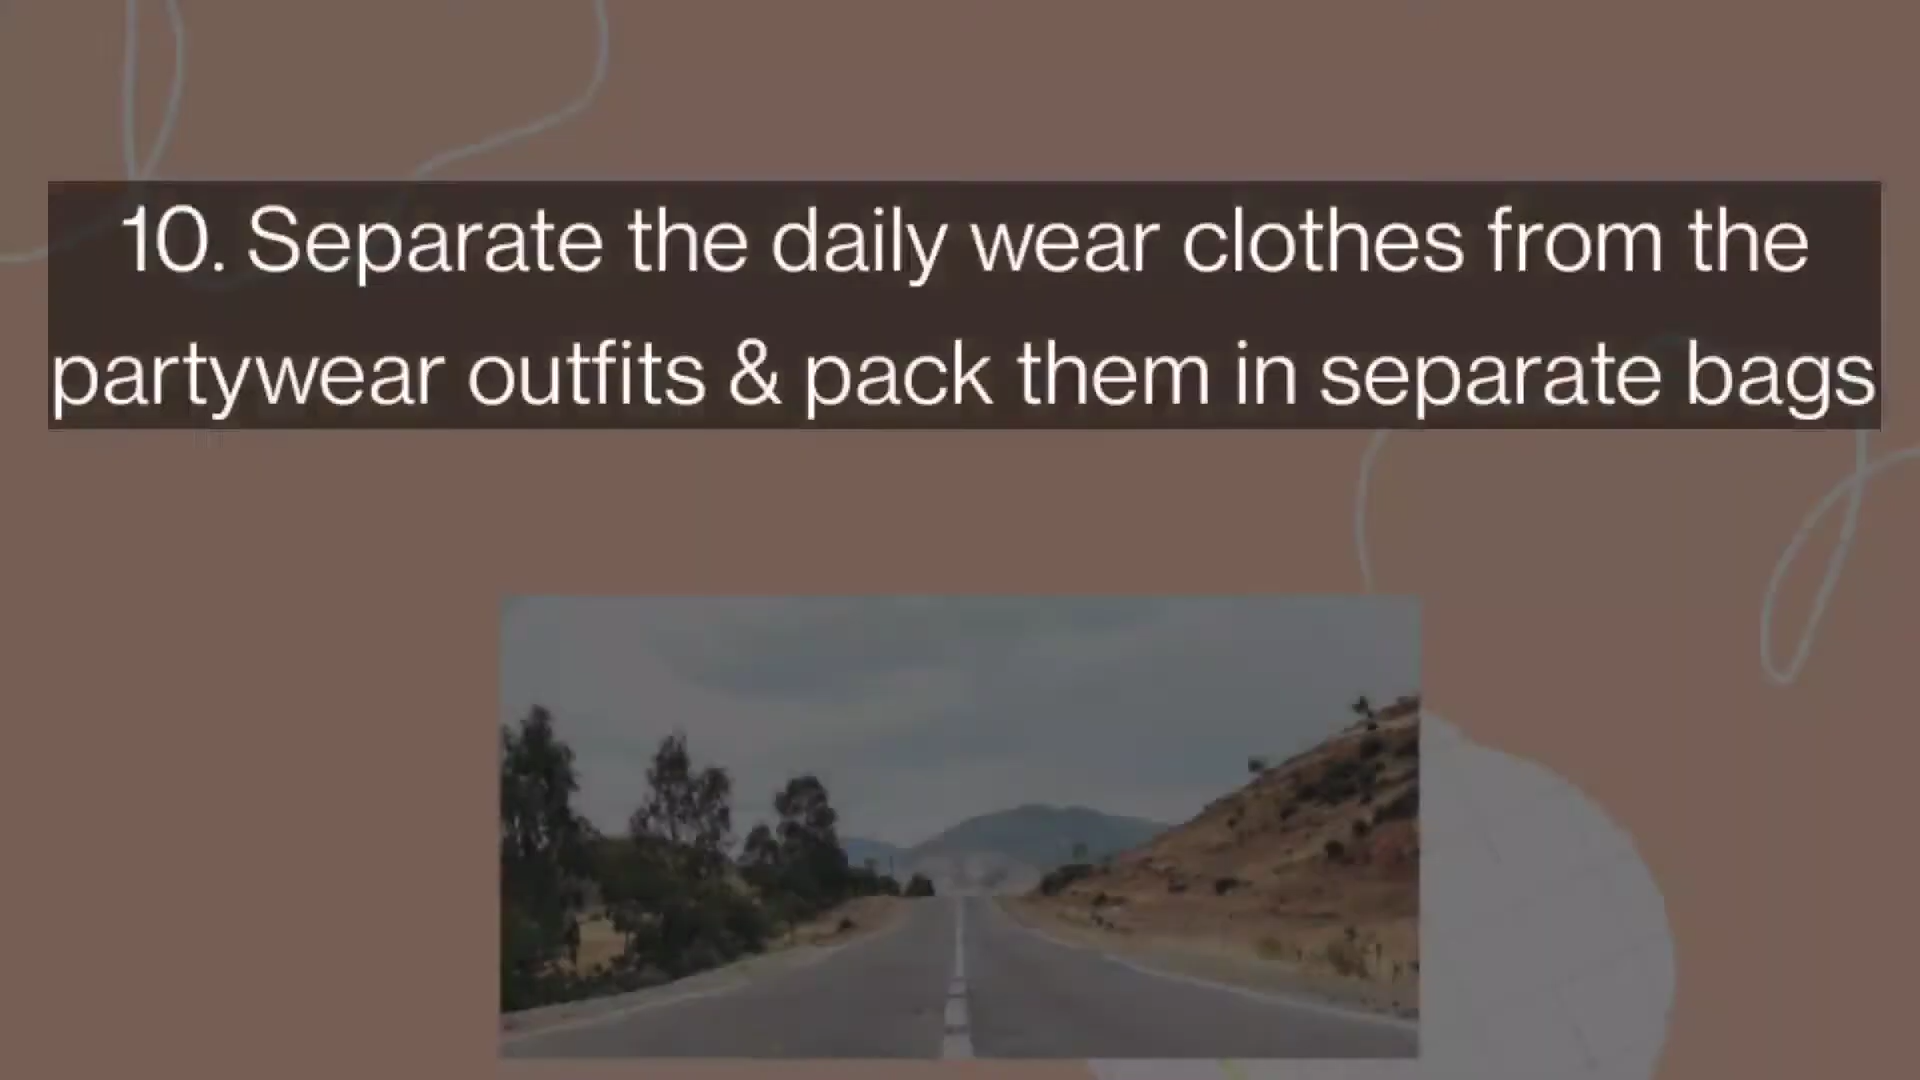 10. Separate the daily wear clothes from the
partywear outfits & pack them in separate bags